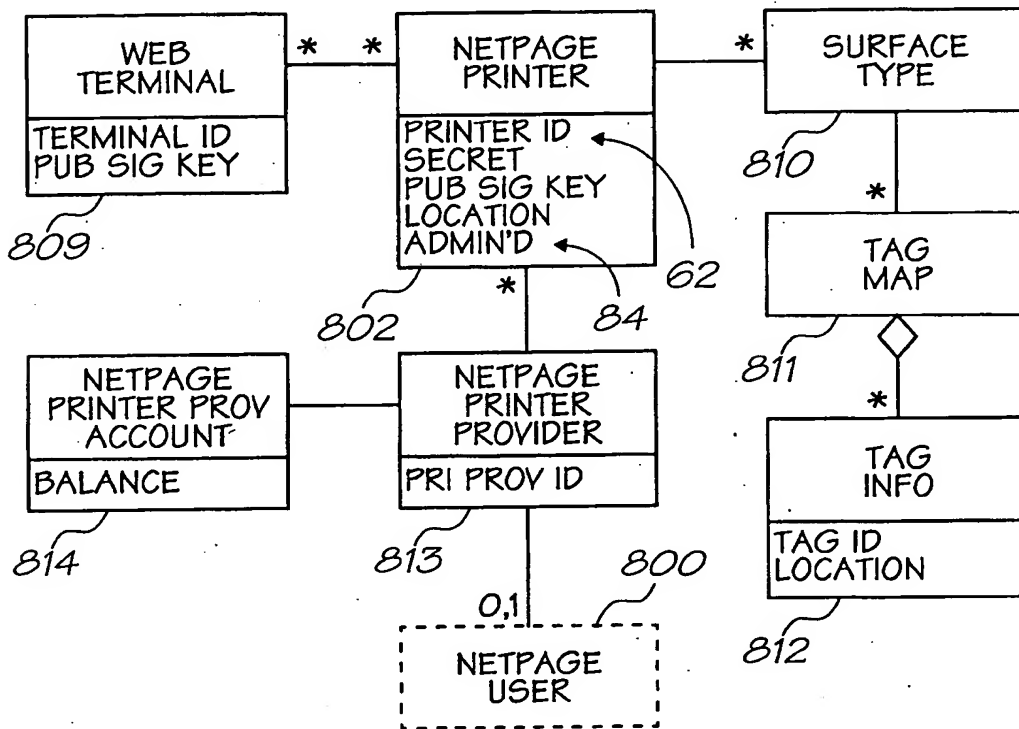 WEB
TERMINAL
TERMINAL ID
PUB SIG KEY
809
*
*
NETPAGE
PRINTER
PRINTER ID
SECRET
PUB SIG KEY
LOCATION
ADMIN'D
802
62
84
*
*
SURFACE
TYPE
810
*
TAG
MAP
811
*
TAG
INFO
TAG ID
LOCATION
812
NETPAGE
PRINTER PROV
ACCOUNT
BALANCE
814
NETPAGE
PRINTER
PROVIDER
PRI PROV ID
813
800
0,1
NETPAGE
USER